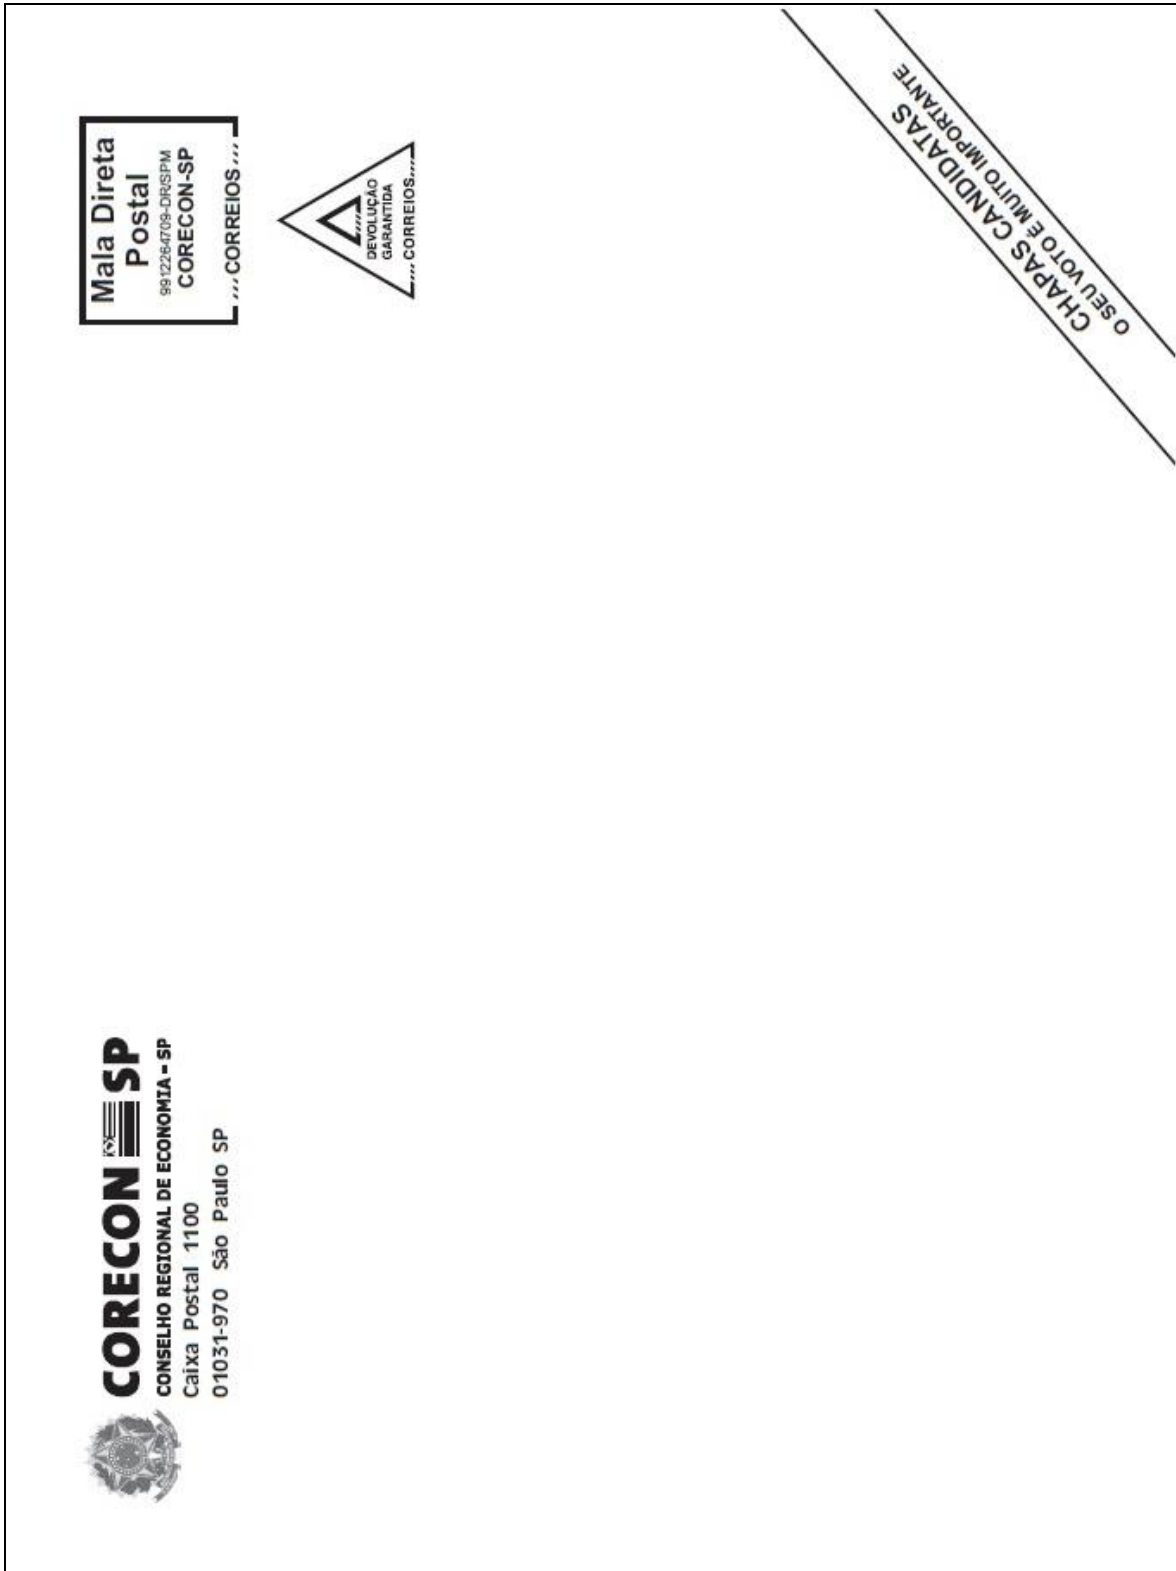 CORECON SP
CONSELHO REGIONAL DE ECONOMIA - SP
Caixa Postal 1100
01031-970 São Paulo SP
Mala Direta
Postal
9912264709-DR/SPM
CORECON-SP
CORREIOS
DEVOLUÇÃO
GARANTIDA
CORREIOS
CHAPAS CANDIDATAS
O SEU VOTO É MUITO IMPORTANTE